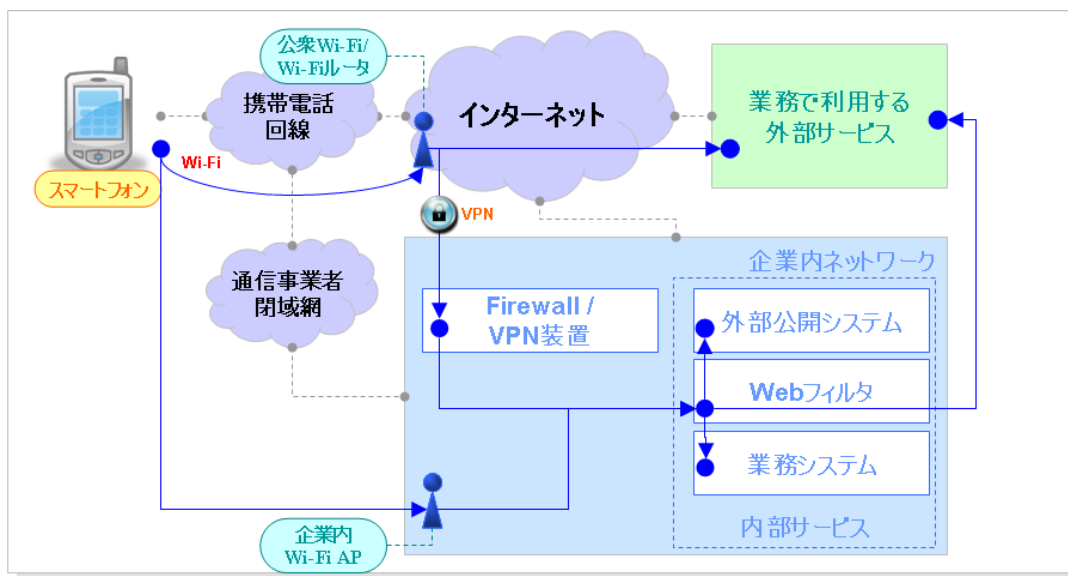 公衆Wi-Fi/
Wi-Fiルータ
携帯電話
回線
インターネット
業務で利用する
外部サービス
Wi-Fi
スマートフォン
VPN
通信事業者
閉域網
企業内ネットワーク
Firewall /
VPN装置
外部公開システム
Webフィルタ
業務システム
内部サービス
企業内
Wi-Fi AP